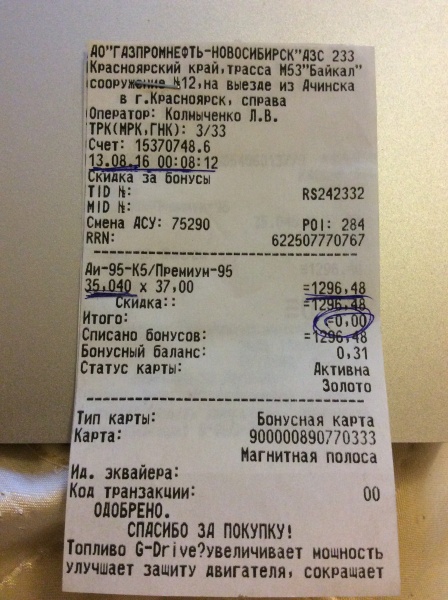 АО"ГАЗПРОМНЕФТЬ-НОВОСИБИРСК"АЗС 233
Красноярский край,трасса М53"Байкал"
сооружение №12,на выезде из Ачинска
в г.Красноярск, справа
Оператор: Колмыченко Л.В.
ТРК(МРК,ГНК): 3/33
Счет: 15370748.6
13.08.16 00:08:12
Скидка за бонусы
TID №: RS242332
MID №:
Смена АСУ: 75290 POI: 284
RRN: 622507770767
Аи-95-К5/Премиум-95
35,040 x 37,00 =1296,48
Скидка:: =1296,48
Итого: =0,00
Списано бонусов: =1296,48
Бонусный баланс: 0,31
Статус карты: Активна
Золото
Тип карты: Бонусная карта
Карта: 9000000890770333
Магнитная полоса
Ид. эквайера:
Код транзакции: 00
ОДОБРЕНО.
СПАСИБО ЗА ПОКУПКУ!
Топливо G-Drive?увеличивает мощность
улучшает защиту двигателя, сокращает